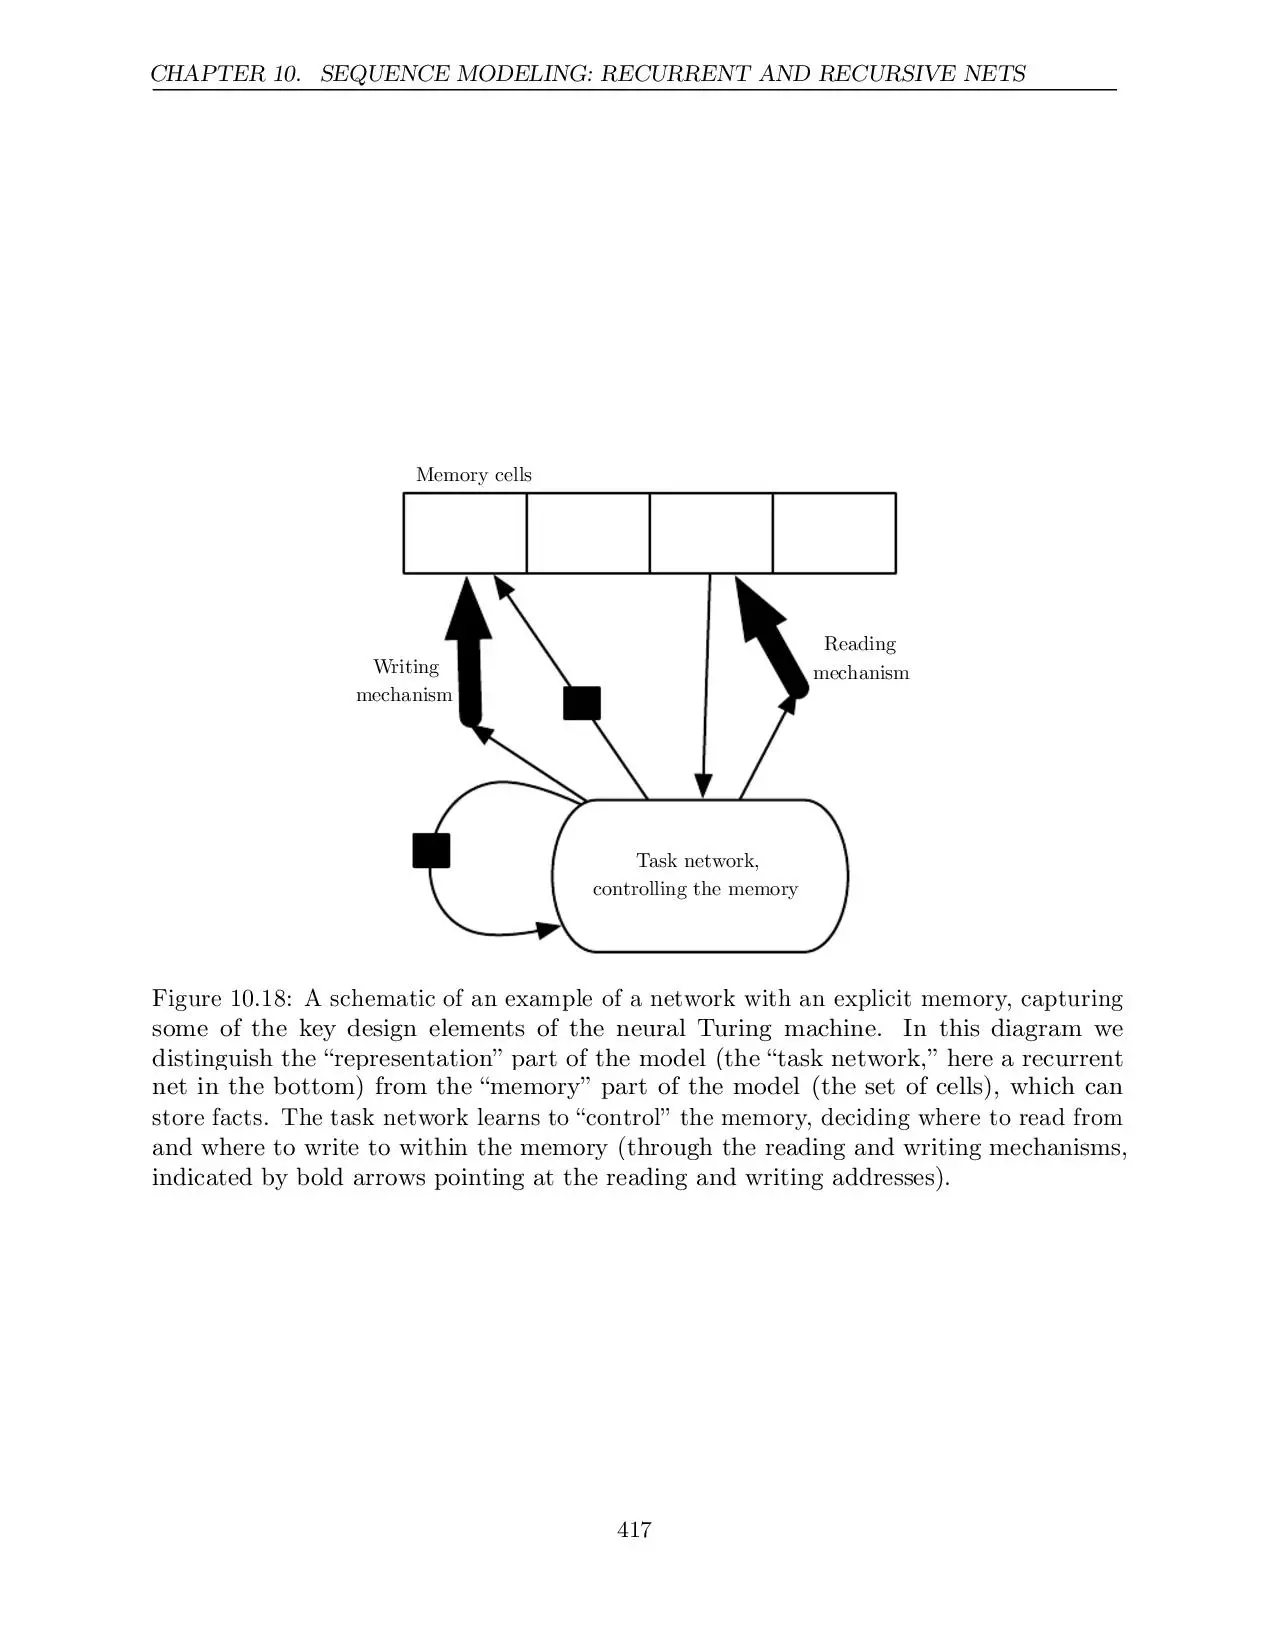 CHAPTER 10. SEQUENCE MODELING: RECURRENT AND RECURSIVE NETS
Memory cells
Writing
mechanism
Reading
mechanism
Task network,
controlling the memory
Figure 10.18: A schematic of an example of a network with an explicit memory, capturing
some of the key design elements of the neural Turing machine. In this diagram we
distinguish the “representation” part of the model (the “task network,” here a recurrent
net in the bottom) from the “memory” part of the model (the set of cells), which can
store facts. The task network learns to “control” the memory, deciding where to read from
and where to write to within the memory (through the reading and writing mechanisms,
indicated by bold arrows pointing at the reading and writing addresses).
417